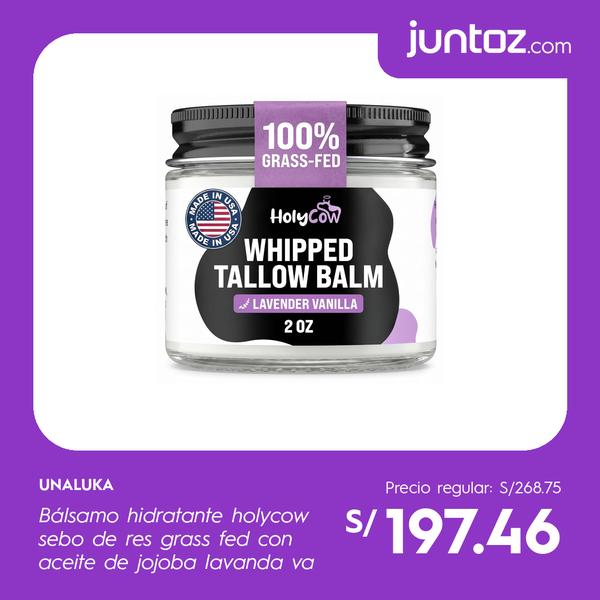 juntoz.com
100%
GRASS-FED
MADE IN USA
MADE IN USA
HolyCow
WHIPPED
TALLOW BALM
LAVENDER VANILLA
2 OZ
UNALUKA
Bálsamo hidratante holycow
sebo de res grass fed con
aceite de jojoba lavanda va
Precio regular: S/268.75
S/197.46